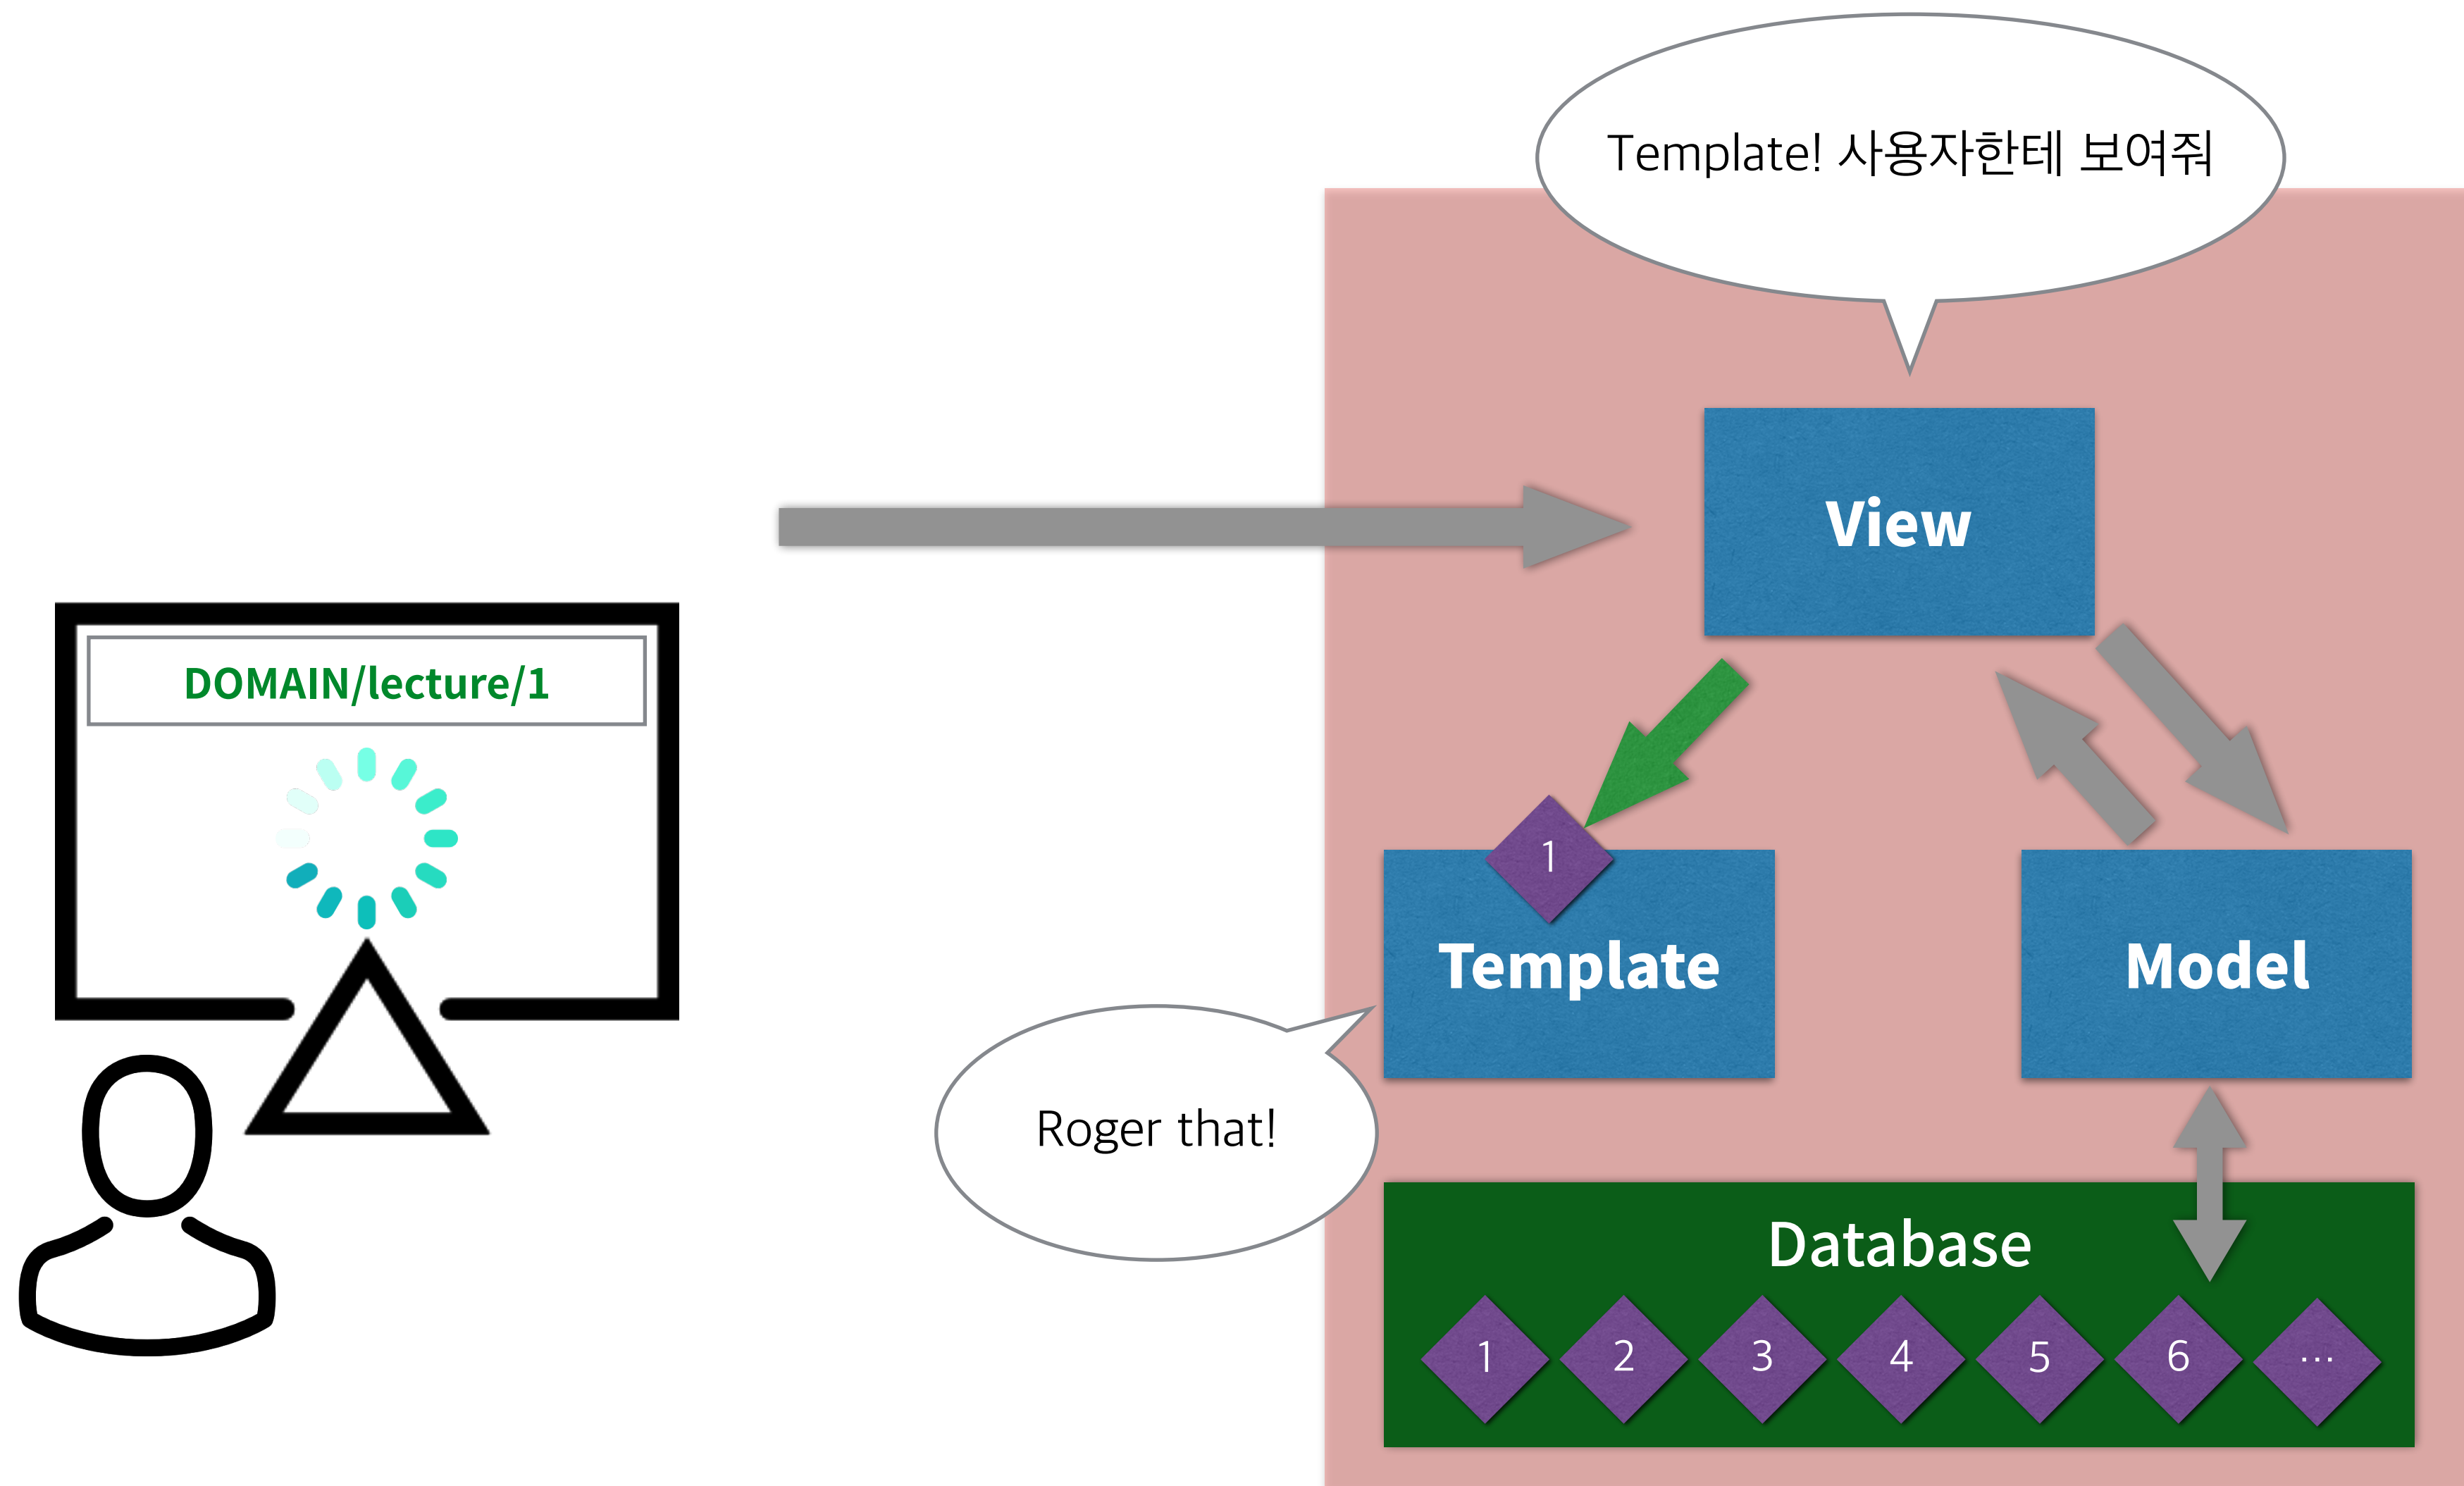 Template! 사용자한테 보여줘
View
DOMAIN/lecture/1
1
Template
Model
Roger that!
Database
1 2 3 4 5 6 ...